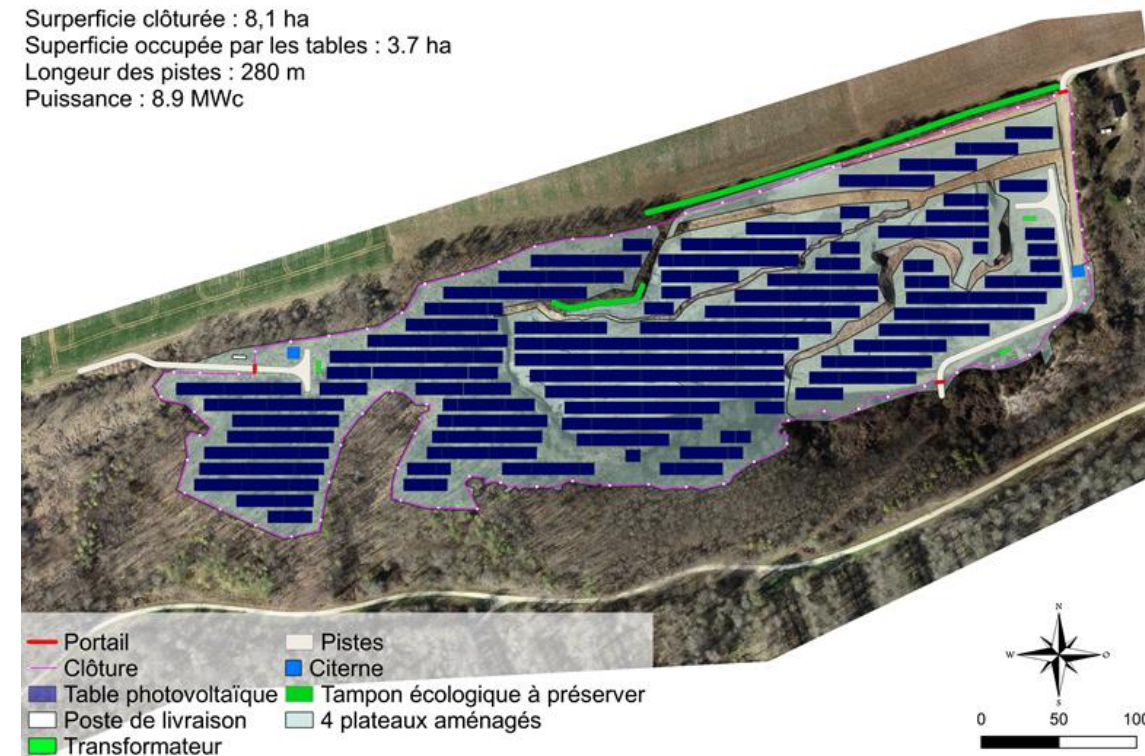 Surperficie clôturée : 8,1 ha
Superficie occupée par les tables : 3.7 ha
Longeur des pistes : 280 m
Puissance : 8.9 MWc
Portail
Pistes
Clôture
Citerne
Table photovoltaïque
Tampon écologique à préserver
Poste de livraison
4 plateaux aménagés
Transformateur
N
W
O
S
0 50 100